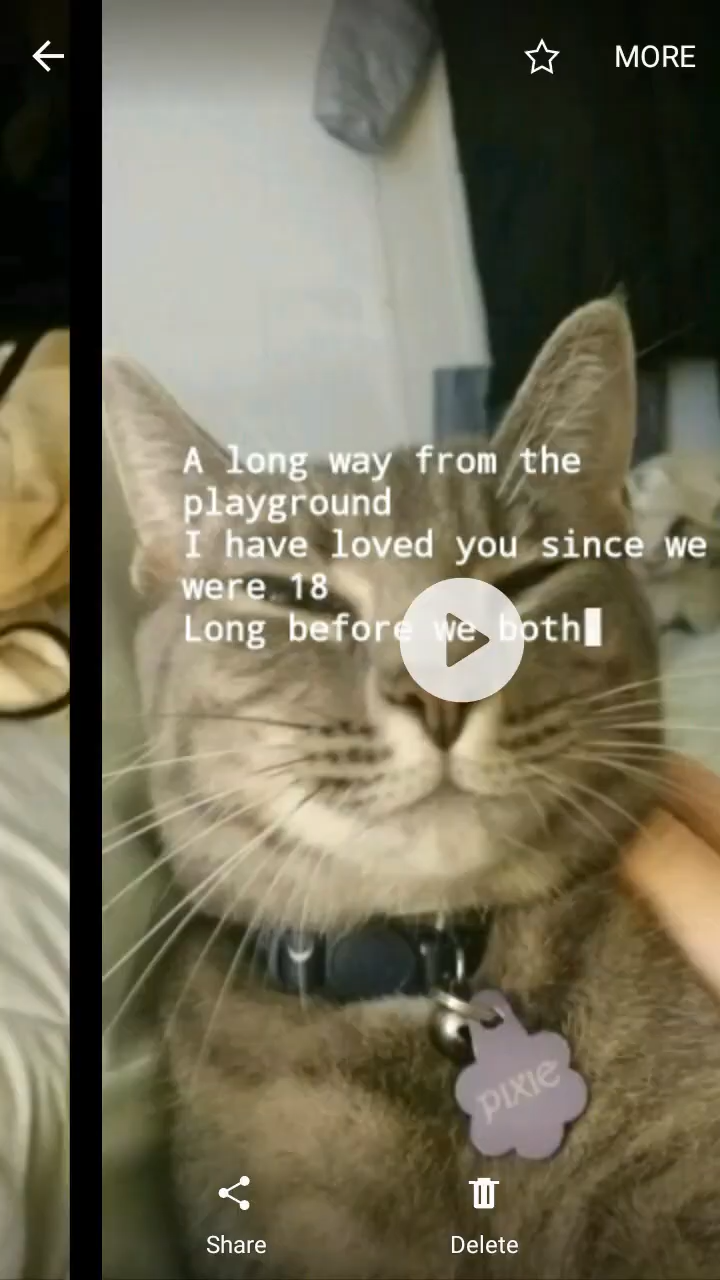 MORE
A long way from the
playground
I have loved you since we
were 18
Long before we both
pixie
Share
Delete